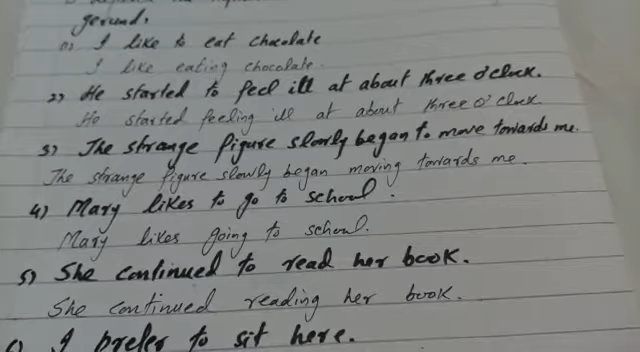 gerund.
1) I like to eat chocolate
I like eating chocolate.
2) He started to feel ill at about three o'clock.
He started feeling ill at about three o'clock
3) The strange figure slowly began to move towards me.
The strange figure slowly began moving towards me.
4) Mary likes to go to school.
Mary likes going to school.
5) She continued to read her book.
She continued reading her book.
I prefer to sit here.